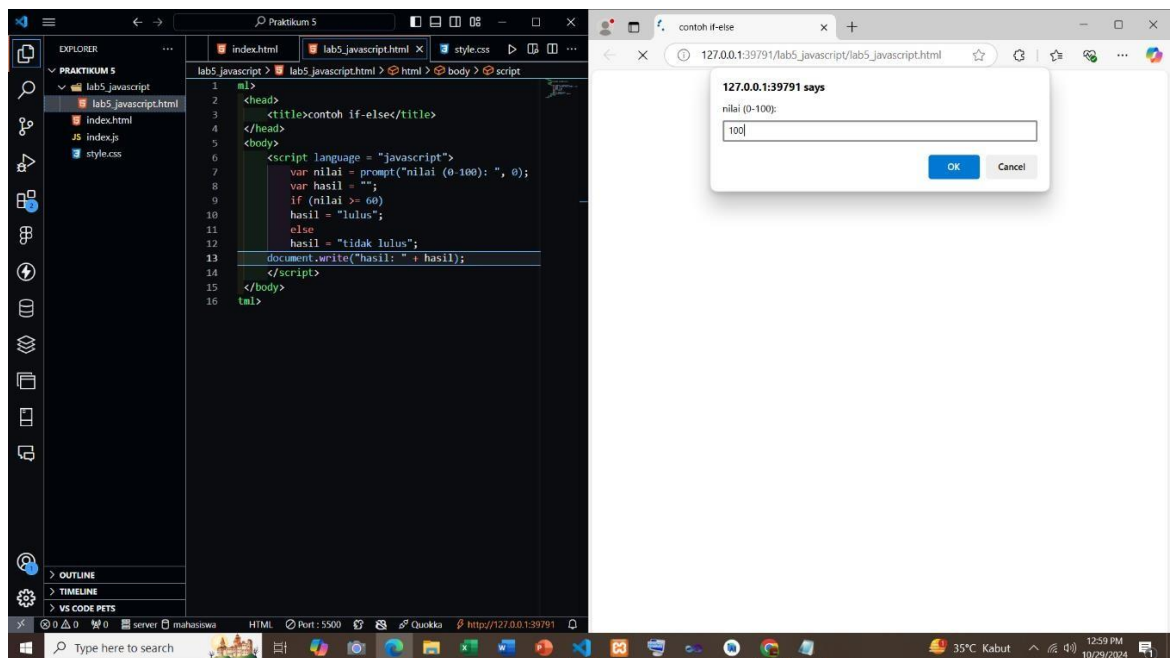 Praktikum 5
EXPLORER
PRAKTIKUM 5
lab5_javascript
lab5_javascript.html
index.html
JS index.js
style.css
OUTLINE
TIMELINE
VS CODE PETS
index.html
lab5_javascript.html
style.css
lab5_javascript > lab5_javascript.html > html > body > script
1 ml>
2 <head>
3 <title>contoh if-else</title>
4 </head>
5 <body>
6 <script language = "javascript">
7 var nilai = prompt("nilai (0-100): ", 0);
8 var hasil = "";
9 if (nilai >= 60)
10 hasil = "lulus";
11 else
12 hasil = "tidak lulus";
13 document.write("hasil: " + hasil);
14 </script>
15 </body>
16 tml>
0 0 0 server mahasiswa HTML Port : 5500 Quokka http://127.0.0.1:39791
contoh if-else
127.0.0.1:39791/lab5_javascript/lab5_javascript.html
127.0.0.1:39791 says
nilai (0-100):
100
OK Cancel
Type here to search
35°C Kabut
12:59 PM
10/29/2024